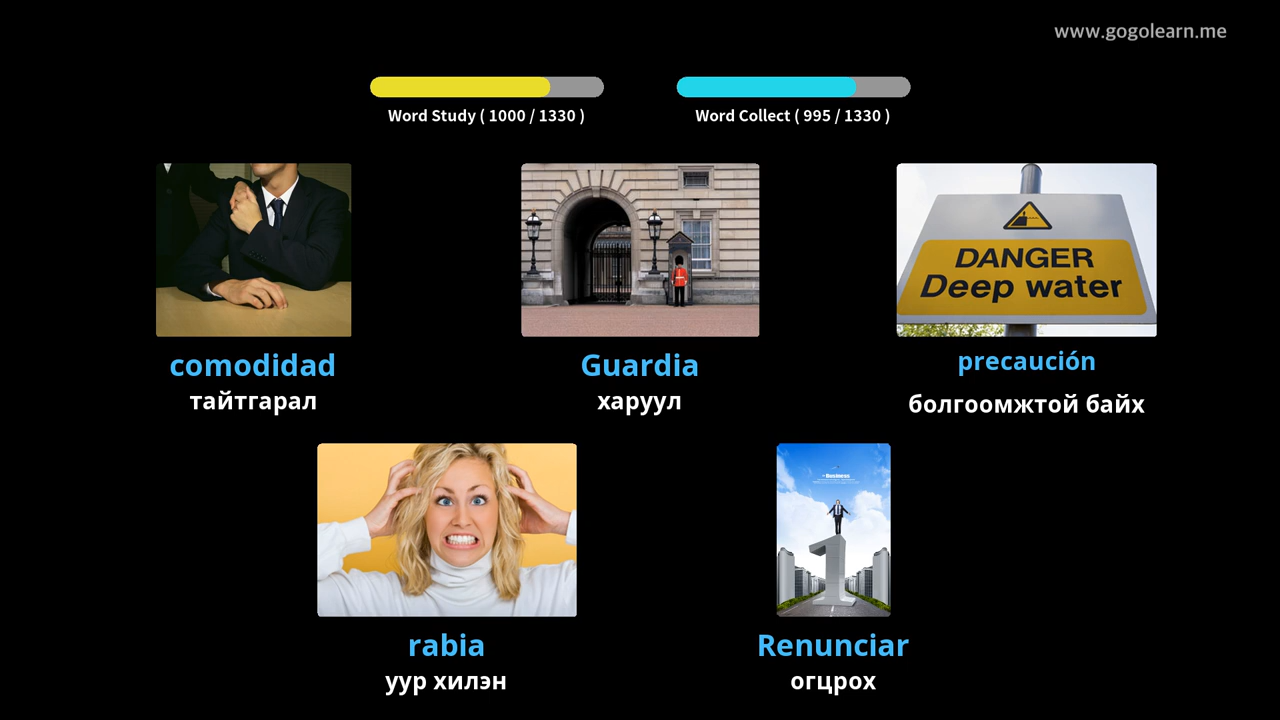 www.gogolearn.me
Word Study ( 1000 / 1330 )
Word Collect ( 995 / 1330 )
DANGER
Deep water
comodidad
тайтгарал
Guardia
харуул
precaución
болгоомжтой байх
Business
rabia
уур хилэн
Renunciar
огцрох